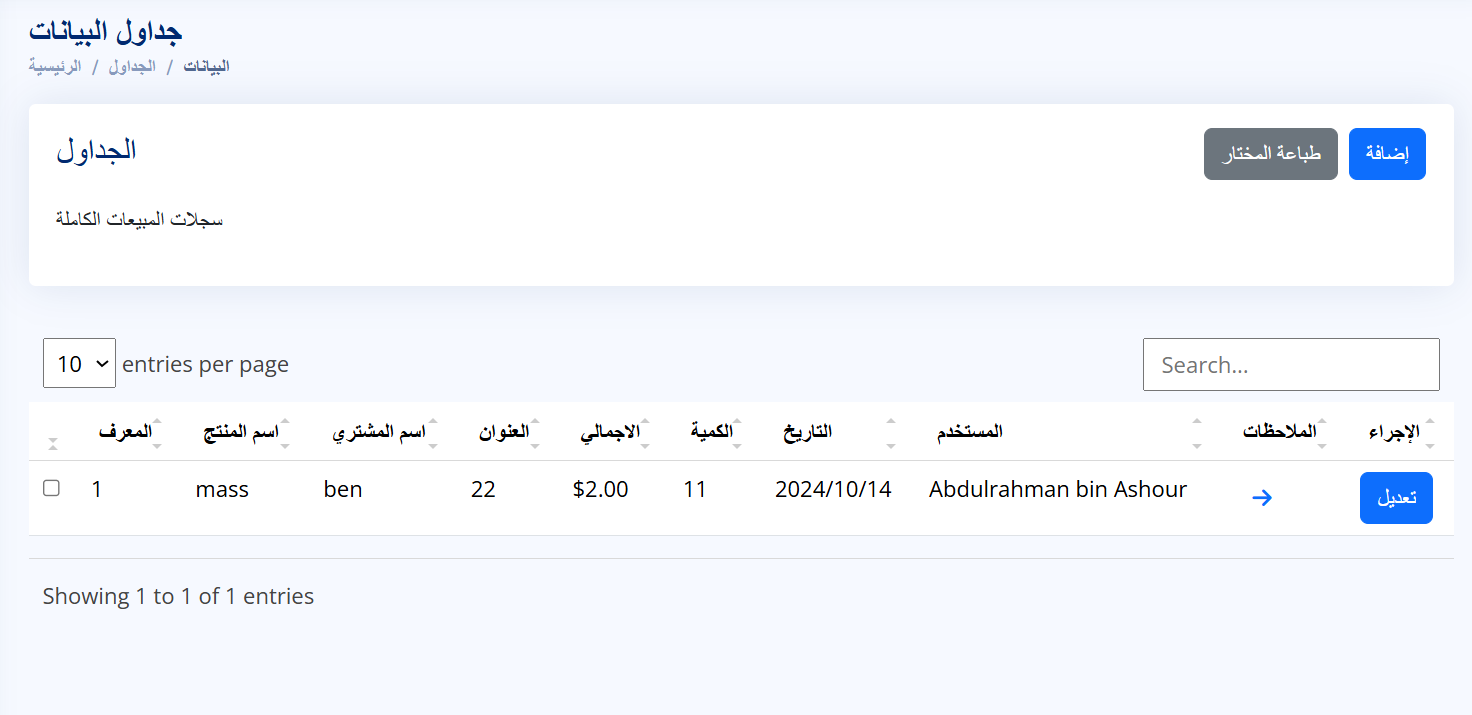 جداول البيانات
الرئيسية / الجداول / البيانات
الجداول
طباعة المختار
إضافة
سجلات المبيعات الكاملة
10 entries per page
Search...
المعرف اسم المنتج اسم المشتري العنوان الاجمالي الكمية التاريخ المستخدم الملاحظات الإجراء
1 mass ben 22 $2.00 11 2024/10/14 Abdulrahman bin Ashour → تعديل
Showing 1 to 1 of 1 entries